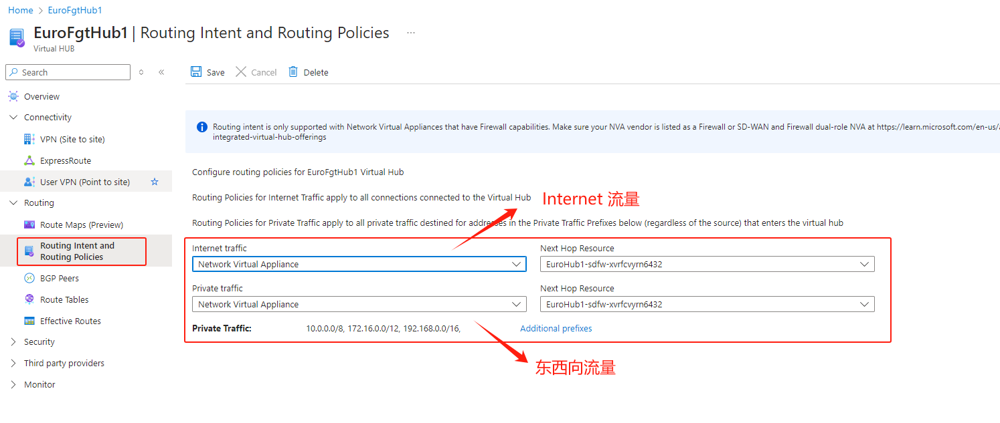 Home > EuroFgtHub1
EuroFgtHub1 | Routing Intent and Routing Policies ...
Virtual HUB
Search
Save
Cancel
Delete
Overview
Connectivity
VPN (Site to site)
ExpressRoute
User VPN (Point to site)
Routing
Route Maps (Preview)
Routing Intent and
Routing Policies
BGP Peers
Route Tables
Effective Routes
Security
Third party providers
Monitor
Routing intent is only supported with Network Virtual Appliances that have Firewall capabilities. Make sure your NVA vendor is listed as a Firewall or SD-WAN and Firewall dual-role NVA at https://learn.microsoft.com/en-us/
integrated-virtual-hub-offerings
Configure routing policies for EuroFgtHub1 Virtual Hub
Routing Policies for Internet Traffic apply to all connections connected to the Virtual Hub
Internet 流量
Routing Policies for Private Traffic apply to all private traffic destined for addresses in the Private Traffic Prefixes below (regardless of the source) that enters the virtual hub
Internet traffic
Next Hop Resource
Network Virtual Appliance
EuroHub1-sdfw-xvrfcvyrn6432
Private traffic
Next Hop Resource
Network Virtual Appliance
EuroHub1-sdfw-xvrfcvyrn6432
Private Traffic: 10.0.0.0/8, 172.16.0.0/12, 192.168.0.0/16, Additional prefixes
东西向流量